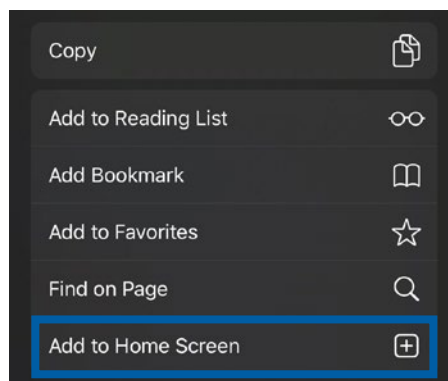 Copy
Add to Reading List
Add Bookmark
Add to Favorites
Find on Page
Add to Home Screen